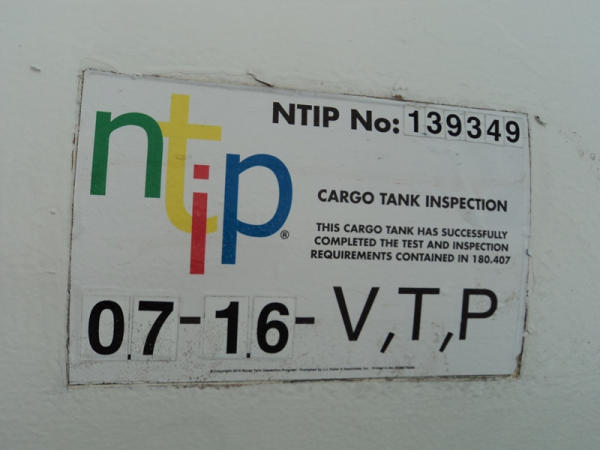 ntip®
NTIP No: 139349
CARGO TANK INSPECTION
THIS CARGO TANK HAS SUCCESSFULLY
COMPLETED THE TEST AND INSPECTION
REQUIREMENTS CONTAINED IN 180.407
07-16- V,T,P